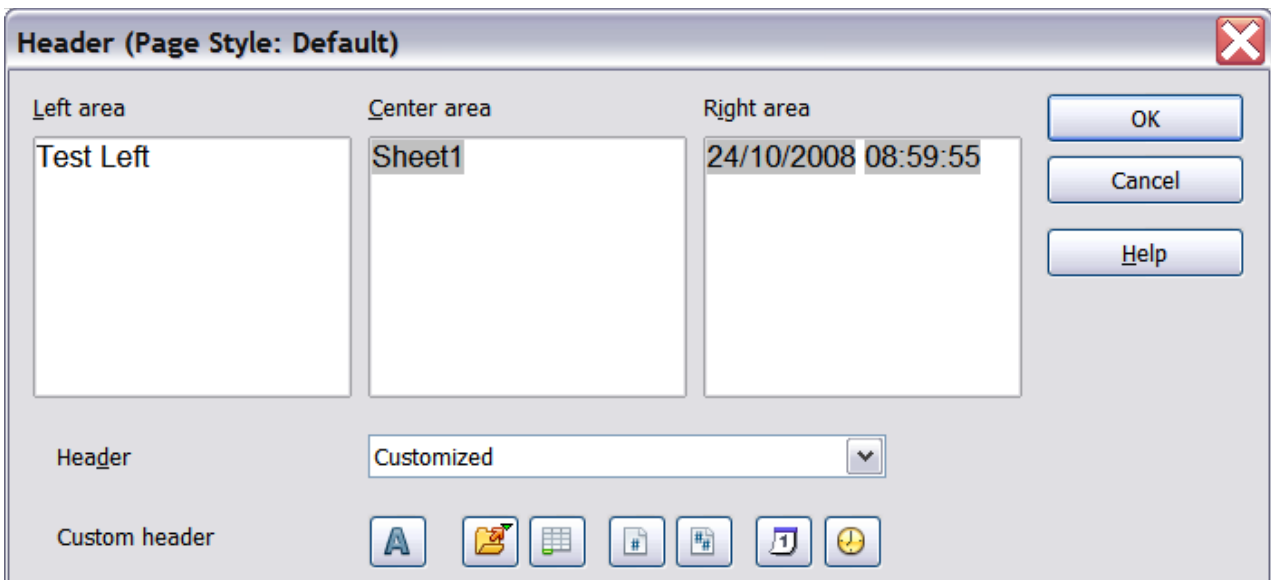 Header (Page Style: Default)
Left area Center area Right area
OK
Test Left Sheet1 24/10/2008 08:59:55
Cancel
Help
Header Customized
Custom header A # ## 1